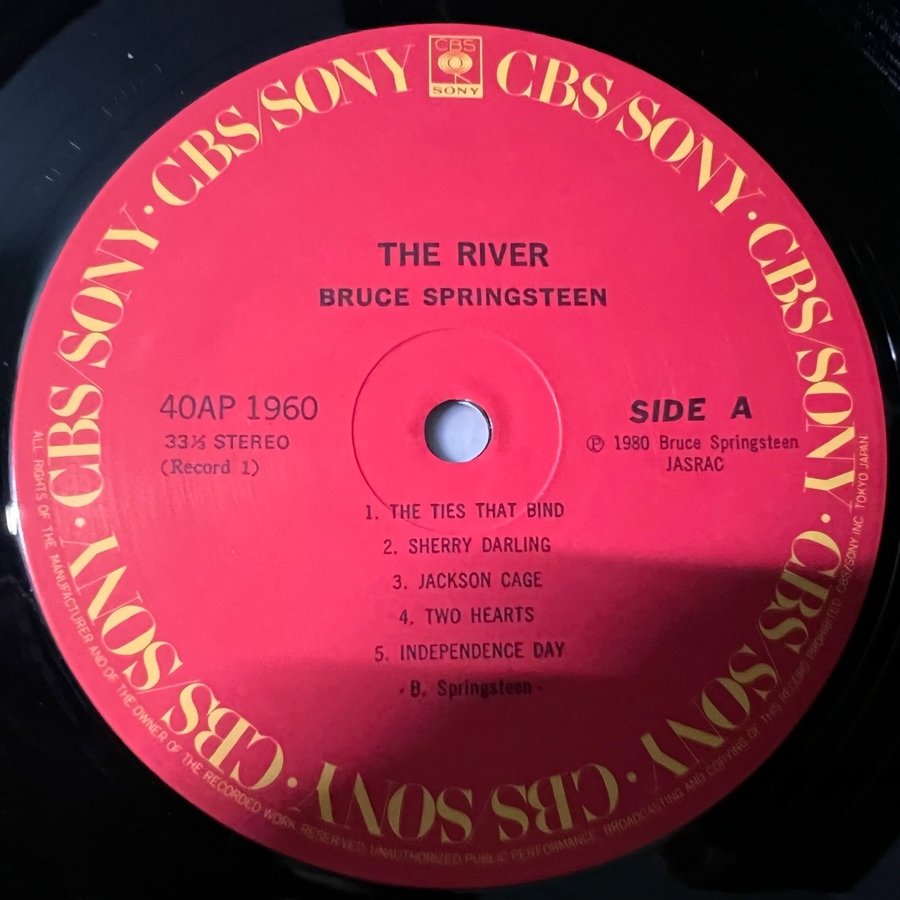 CBS
SONY
CBS/SONY · CBS/SONY · CBS/SONY · CBS/SONY · CBS/SONY · CBS/SONY · CBS/SONY · CBS/SONY
THE RIVER
BRUCE SPRINGSTEEN
40AP 1960
33⅓ STEREO
(Record 1)
SIDE A
Ⓟ 1980 Bruce Springsteen
JASRAC
1. THE TIES THAT BIND
2. SHERRY DARLING
3. JACKSON CAGE
4. TWO HEARTS
5. INDEPENDENCE DAY
· B. Springsteen ·
ALL RIGHTS OF THE MANUFACTURER AND OF THE OWNER OF THE RECORDED WORK RESERVED. UNAUTHORIZED PUBLIC PERFORMANCE, BROADCASTING AND COPYING OF THIS RECORD PROHIBITED CBS/SONY INC TOKYO JAPAN